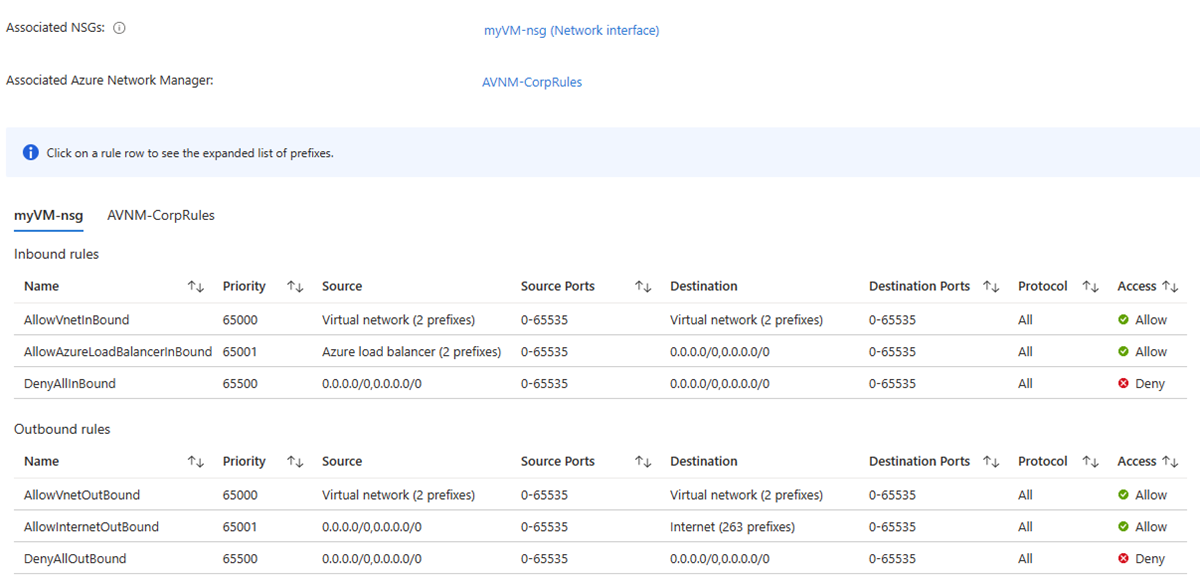 Associated NSGs:
myVM-nsg (Network interface)
Associated Azure Network Manager:
AVNM-CorpRules
Click on a rule row to see the expanded list of prefixes.
myVM-nsg AVNM-CorpRules
Inbound rules
Name Priority Source Source Ports Destination Destination Ports Protocol Access
AllowVnetInBound 65000 Virtual network (2 prefixes) 0-65535 Virtual network (2 prefixes) 0-65535 All Allow
AllowAzureLoadBalancerInBound 65001 Azure load balancer (2 prefixes) 0-65535 0.0.0.0/0,0.0.0.0/0 0-65535 All Allow
DenyAllInBound 65500 0.0.0.0/0,0.0.0.0/0 0-65535 0.0.0.0/0,0.0.0.0/0 0-65535 All Deny
Outbound rules
Name Priority Source Source Ports Destination Destination Ports Protocol Access
AllowVnetOutBound 65000 Virtual network (2 prefixes) 0-65535 Virtual network (2 prefixes) 0-65535 All Allow
AllowInternetOutBound 65001 0.0.0.0/0,0.0.0.0/0 0-65535 Internet (263 prefixes) 0-65535 All Allow
DenyAllOutBound 65500 0.0.0.0/0,0.0.0.0/0 0-65535 0.0.0.0/0,0.0.0.0/0 0-65535 All Deny